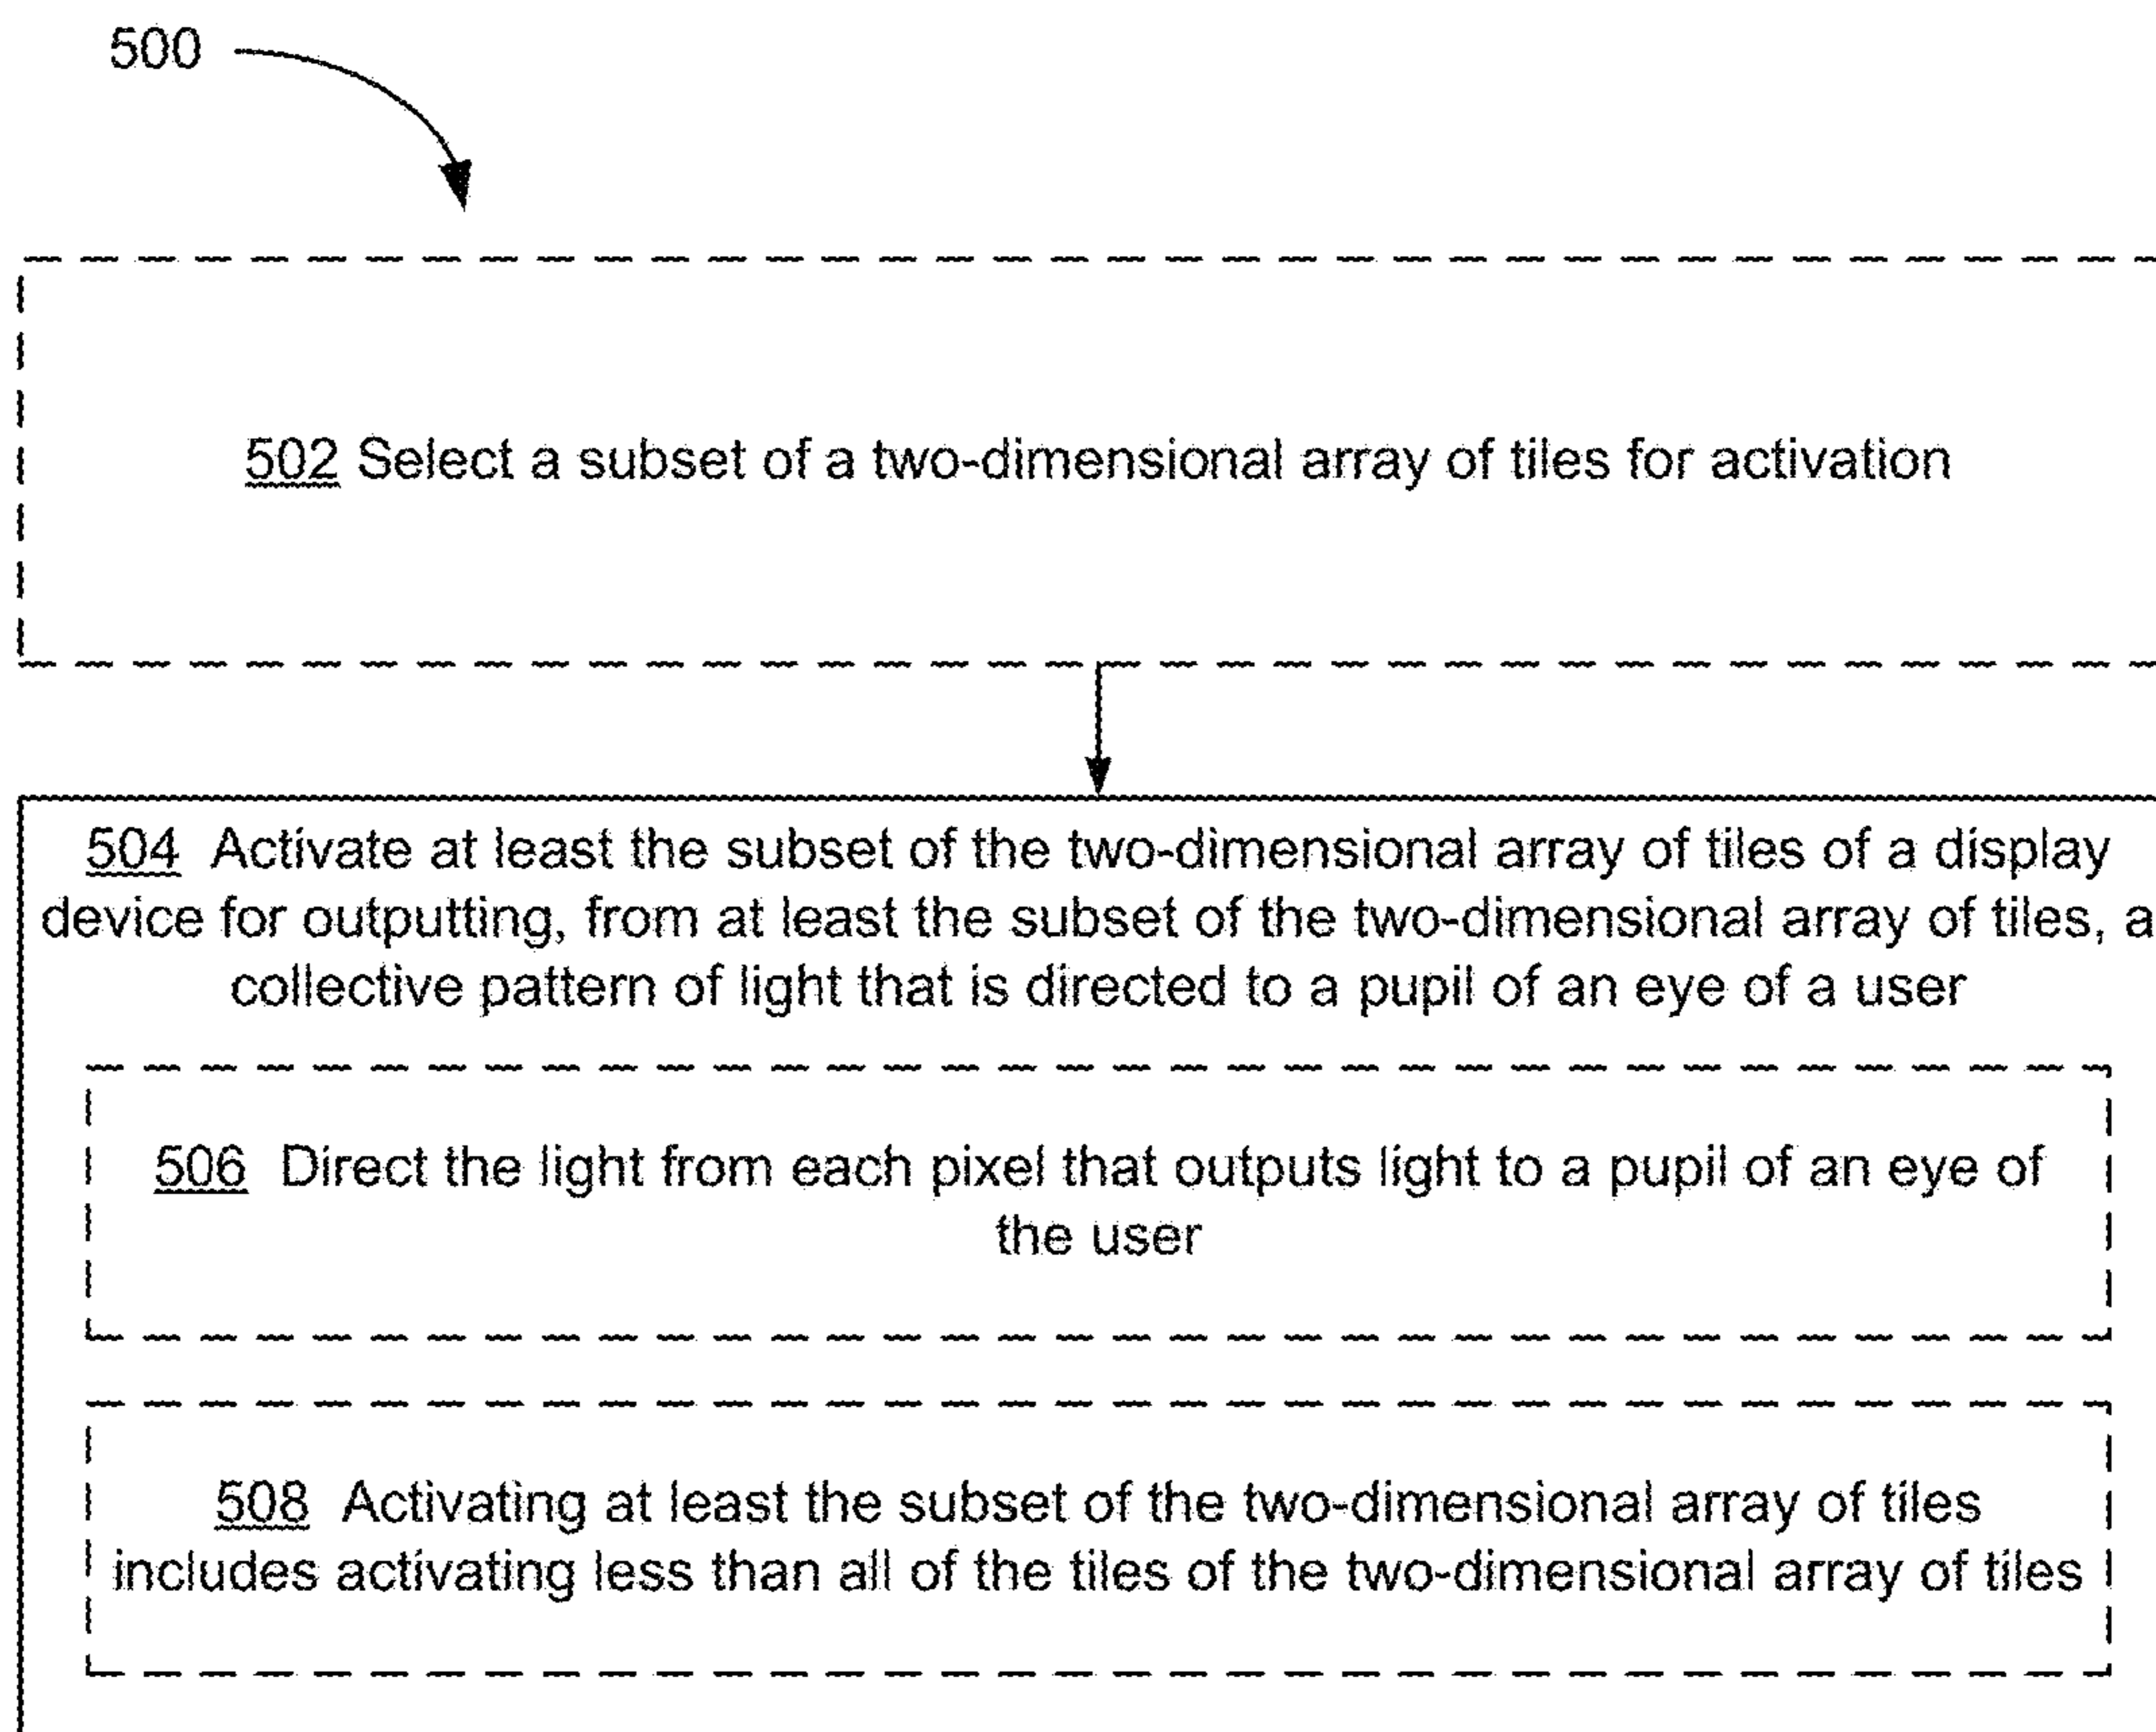 500
502 Select a subset of a two-dimensional array of tiles for activation
504 Activate at least the subset of the two-dimensional array of tiles of a display
device for outputting, from at least the subset of the two-dimensional array of tiles, a
collective pattern of light that is directed to a pupil of an eye of a user
506 Direct the light from each pixel that outputs light to a pupil of an eye of
the user
508 Activating at least the subset of the two-dimensional array of tiles
includes activating less than all of the tiles of the two-dimensional array of tiles